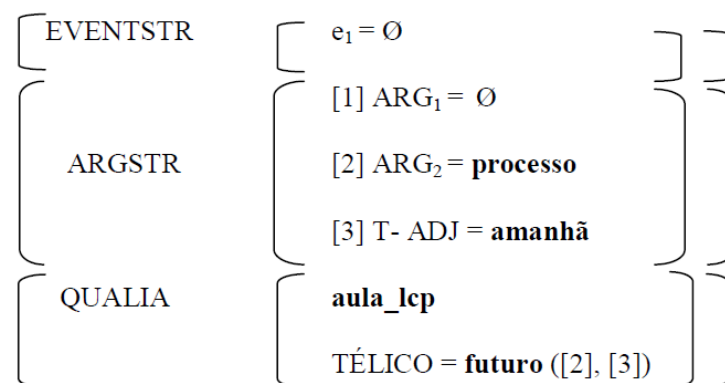 EVENTSTR e₁ = Ø
[1] ARG₁ = Ø
ARGSTR [2] ARG₂ = processo
[3] T- ADJ = amanhã
QUALIA aula_lcp
TÉLICO = futuro ([2], [3])